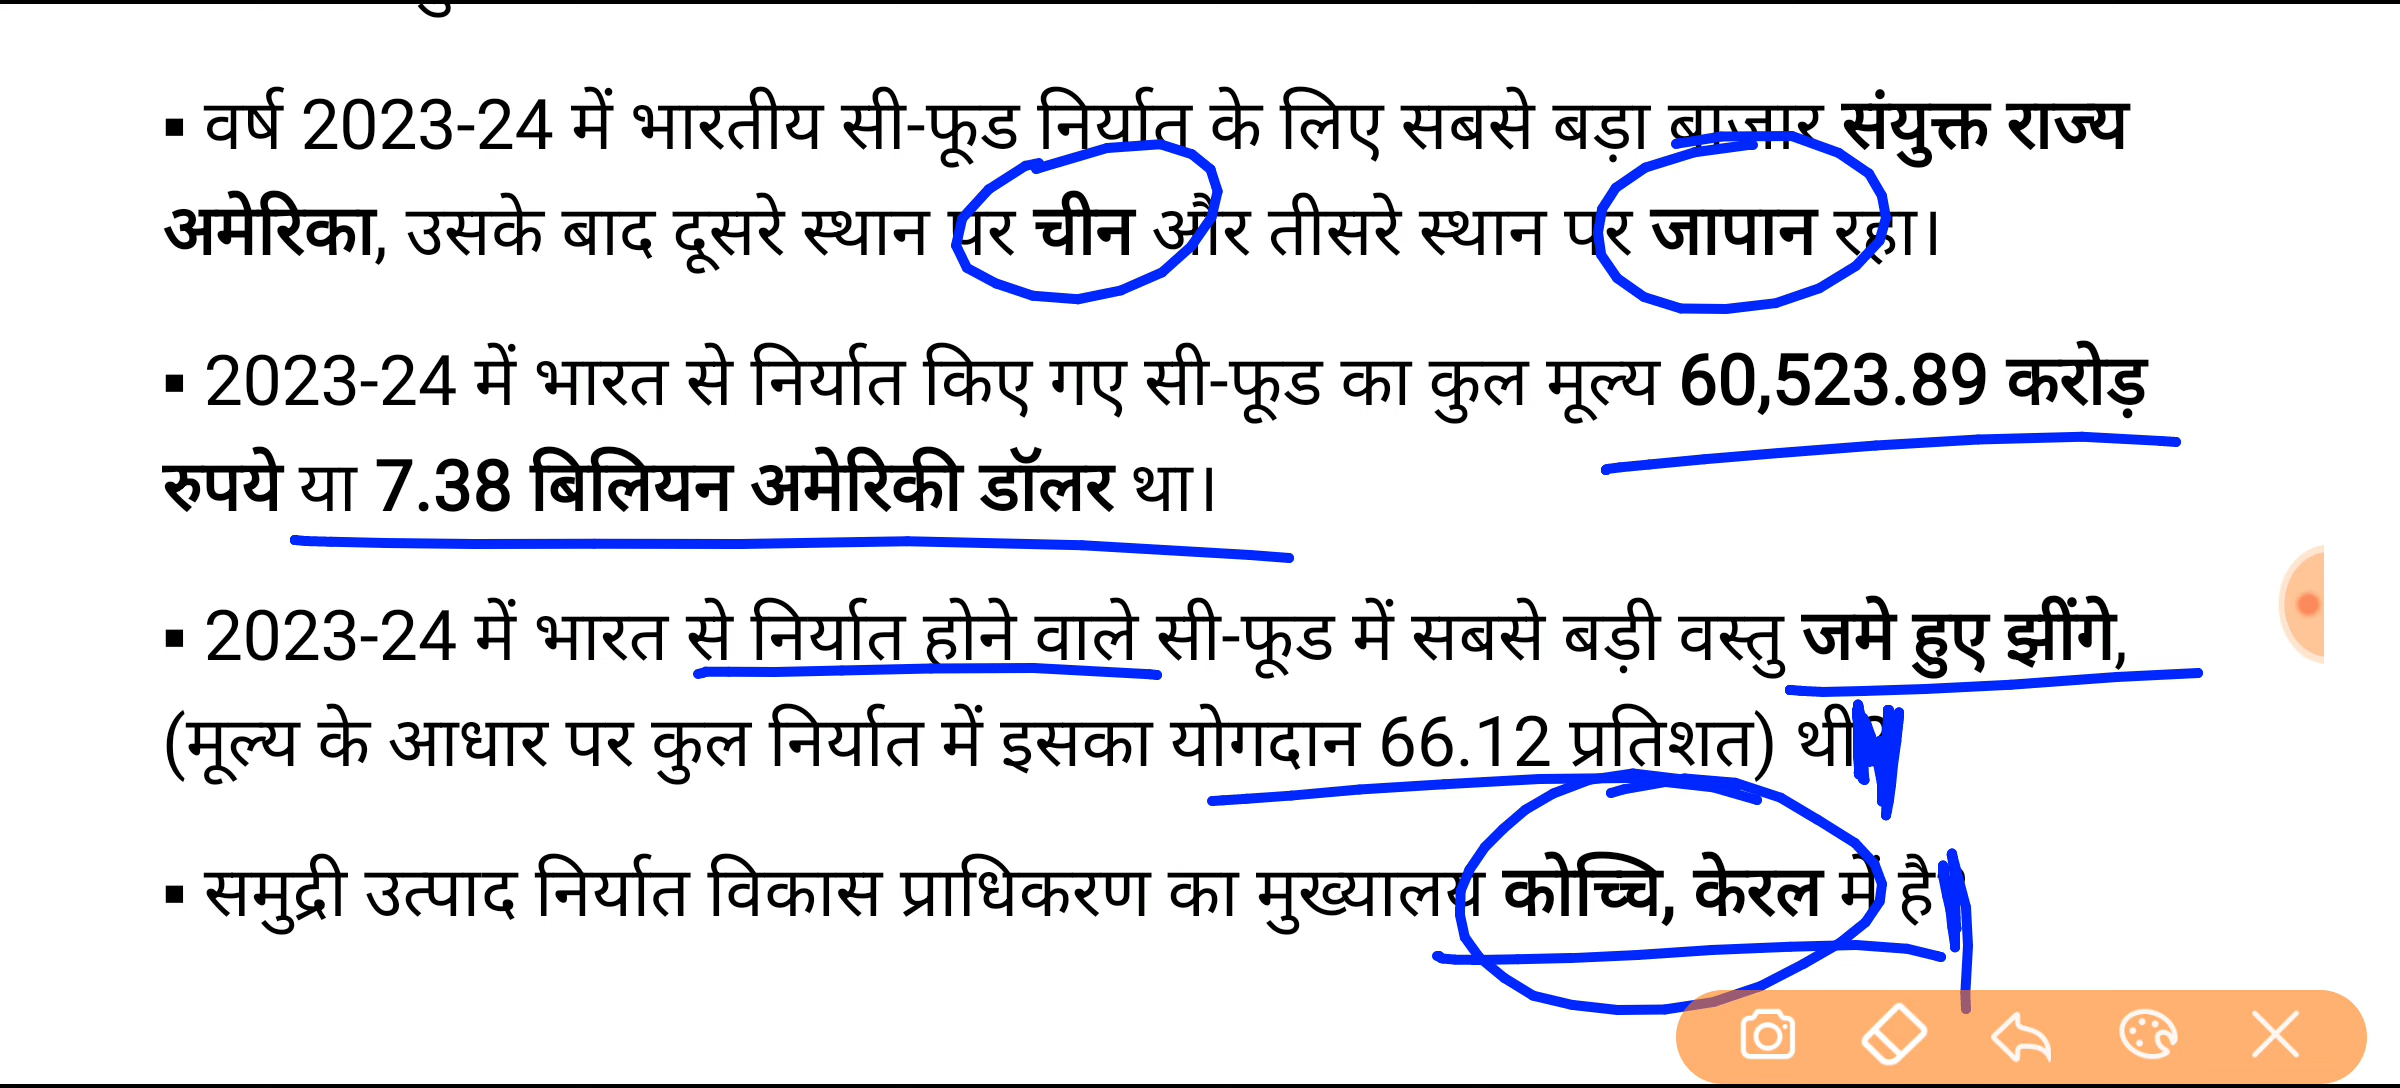 ▪ वर्ष 2023-24 में भारतीय सी-फूड निर्यात के लिए सबसे बड़ा बाजार संयुक्त राज्य
अमेरिका, उसके बाद दूसरे स्थान पर चीन और तीसरे स्थान पर जापान रहा।
▪ 2023-24 में भारत से निर्यात किए गए सी-फूड का कुल मूल्य 60,523.89 करोड़
रुपये या 7.38 बिलियन अमेरिकी डॉलर था।
▪ 2023-24 में भारत से निर्यात होने वाले सी-फूड में सबसे बड़ी वस्तु जमे हुए झींगे,
(मूल्य के आधार पर कुल निर्यात में इसका योगदान 66.12 प्रतिशत) थी
▪ समुद्री उत्पाद निर्यात विकास प्राधिकरण का मुख्यालय कोच्चि, केरल में है